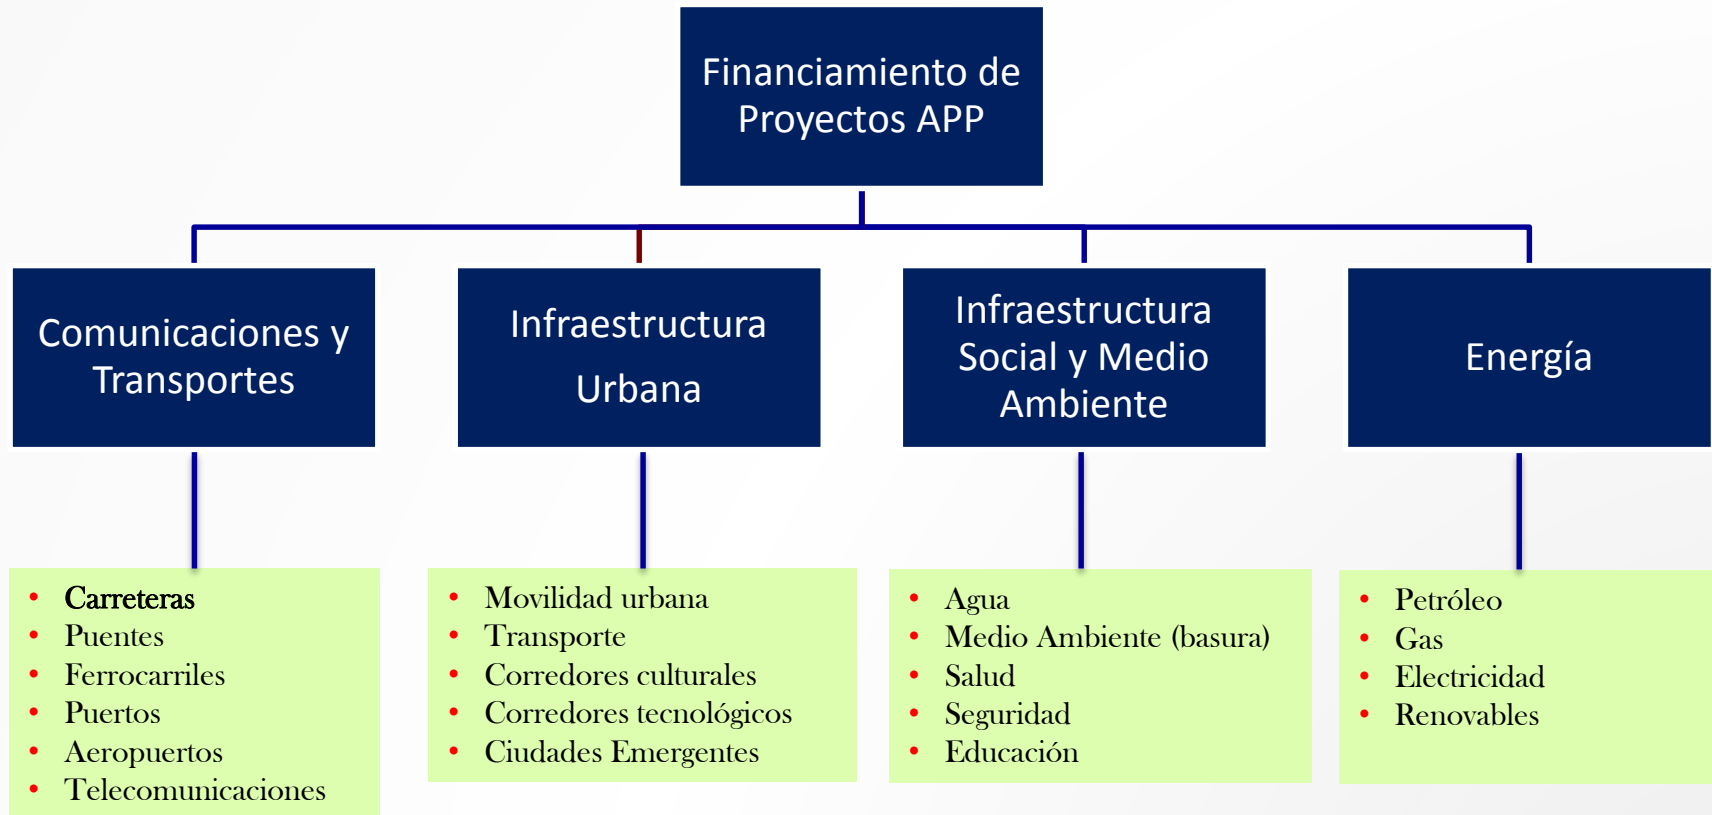 Financiamiento de
Proyectos APP
Comunicaciones y
Transportes
Infraestructura
Urbana
Infraestructura
Social y Medio
Ambiente
Energía
• Carreteras
• Puentes
• Ferrocarriles
• Puertos
• Aeropuertos
• Telecomunicaciones
• Movilidad urbana
• Transporte
• Corredores culturales
• Corredores tecnológicos
• Ciudades Emergentes
• Agua
• Medio Ambiente (basura)
• Salud
• Seguridad
• Educación
• Petróleo
• Gas
• Electricidad
• Renovables